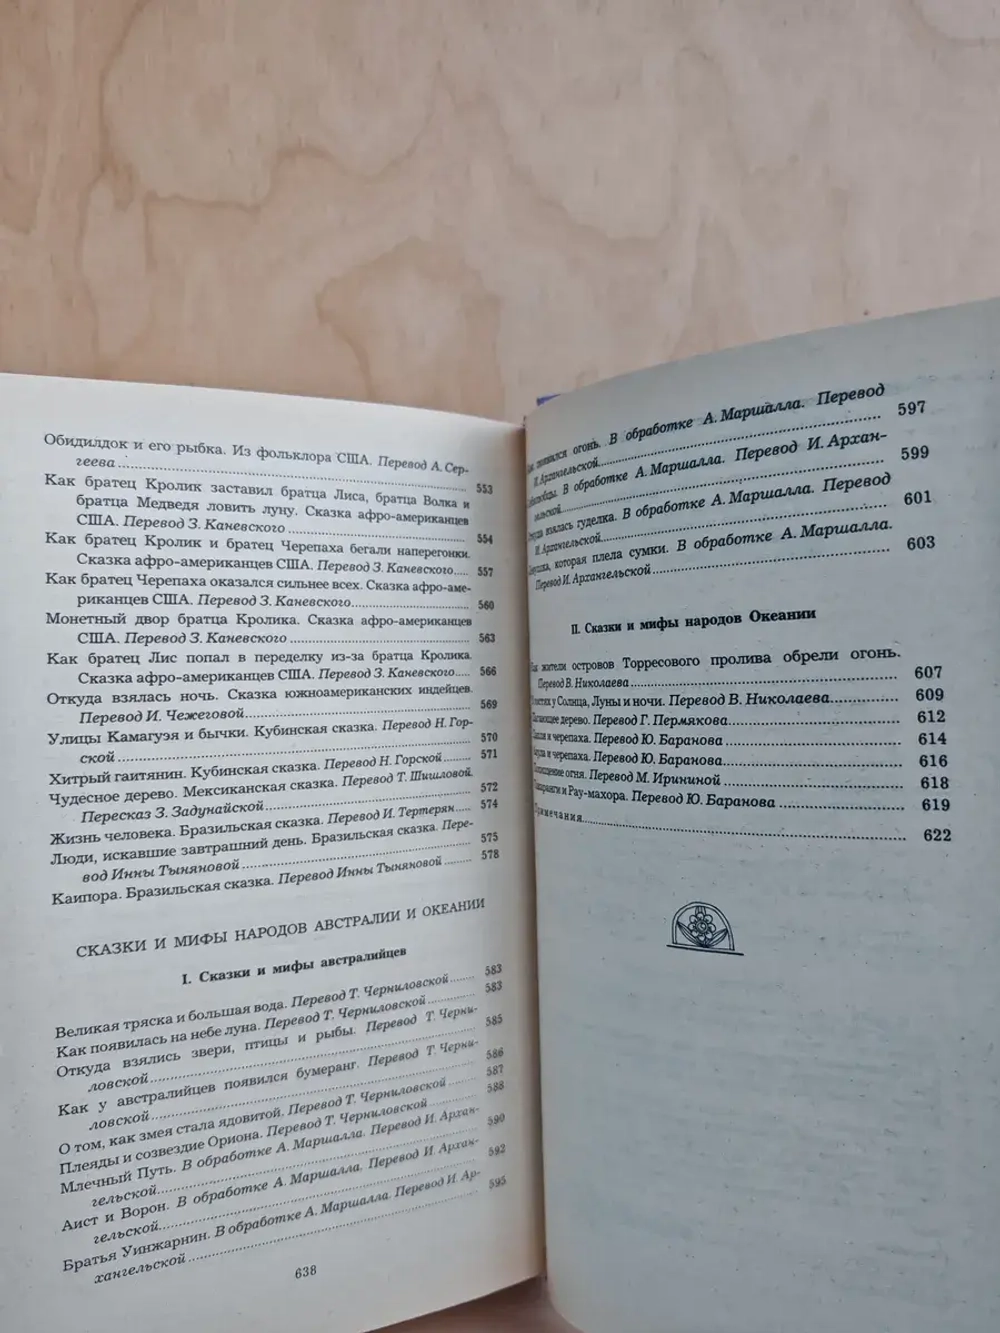 Обидилдок и его рыбка. Из фольклора США. Перевод А. Сер-
геева 553
Как братец Кролик заставил братца Лиса, братца Волка и
братца Медведя ловить луну. Сказка афро-американцев
США. Перевод З. Каневского 554
Как братец Кролик и братец Черепаха бегали наперегонки.
Сказка афро-американцев США. Перевод З. Каневского 557
Как братец Черепаха оказался сильнее всех. Сказка афро-аме-
риканцев США. Перевод З. Каневского 560
Монетный двор братца Кролика. Сказка афро-американцев
США. Перевод З. Каневского 563
Как братец Лис попал в переделку из-за братца Кролика.
Сказка афро-американцев США. Перевод З. Каневского 566
Откуда взялась ночь. Сказка южноамериканских индейцев.
Перевод И. Чежеговой 569
Улицы Камагуэя и бычки. Кубинская сказка. Перевод Н. Гор-
ской 570
Хитрый гаитянин. Кубинская сказка. Перевод Н. Горской 571
Чудесное дерево. Мексиканская сказка. Перевод Т. Шишловой.
Пересказ З. Задунайской 572
Жизнь человека. Бразильская сказка. Перевод И. Тертерян 574
Люди, искавшие завтрашний день. Бразильская сказка. Пере-
вод Инны Тыняновой 575
Каипора. Бразильская сказка. Перевод Инны Тыняновой 578
СКАЗКИ И МИФЫ НАРОДОВ АВСТРАЛИИ И ОКЕАНИИ
I. Сказки и мифы австралийцев
Великая тряска и большая вода. Перевод Т. Черниловской 583
Как появилась на небе луна. Перевод Т. Черниловской 583
Откуда взялись звери, птицы и рыбы. Перевод Т. Черни-
ловской 585
Как у австралийцев появился бумеранг. Перевод Т. Черни-
ловской 586
О том, как змея стала ядовитой. Перевод Т. Черниловской 587
Плеяды и созвездие Ориона. Перевод Т. Черниловской 588
Млечный Путь. В обработке А. Маршалла. Перевод И. Архан-
гельской 590
Аист и Ворон. В обработке А. Маршалла. Перевод И. Архан-
гельской 592
Братья Уинжарнин. В обработке А. Маршалла. Перевод И. Ар-
хангельской 595
638
появился огонь. В обработке А. Маршалла. Перевод
И. Архангельской 597
В обработке А. Маршалла. Перевод И.Архан-
гельской 599
Откуда взялась гуделка. В обработке А. Маршалла. Перевод
И. Архангельской 601
которая плела сумки. В обработке А. Маршалла.
Перевод И. Архангельской 603
II. Сказки и мифы народов Океании
жители островов Торресового пролива обрели огонь.
Перевод В. Николаева 607
у Солнца, Луны и ночи. Перевод В. Николаева 609
дерево. Перевод Г. Пермякова 612
и черепаха. Перевод Ю. Баранова 614
и черепаха. Перевод Ю. Баранова 616
огня. Перевод М. Ирининой 618
и Рау-махора. Перевод Ю. Баранова 619
Примечания 622